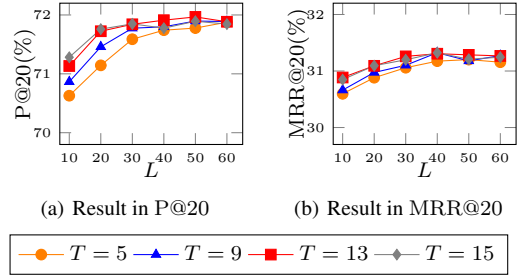 P@20(%)
72
71
70
10 20 30 40 50 60
L
(a) Result in P@20
MRR@20(%)
32
31
30
10 20 30 40 50 60
L
(b) Result in MRR@20
T = 5 T = 9 T = 13 T = 15